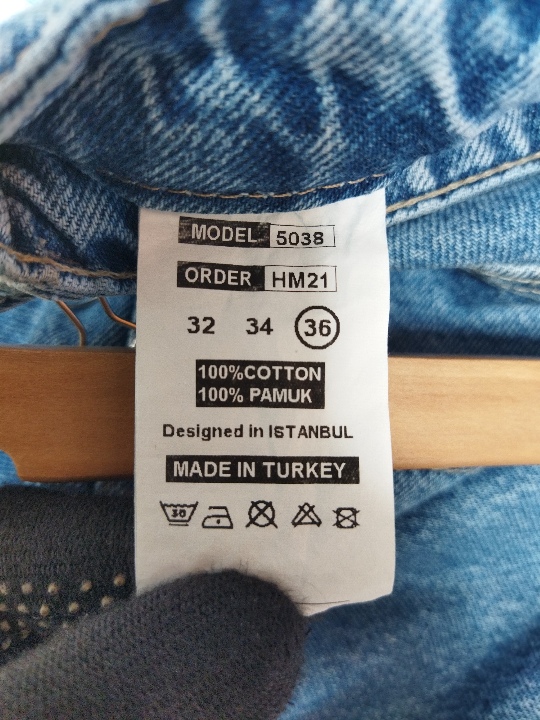 MODEL 5038
ORDER HM21
32 34 36
100%COTTON
100% PAMUK
Designed in ISTANBUL
MADE IN TURKEY
30